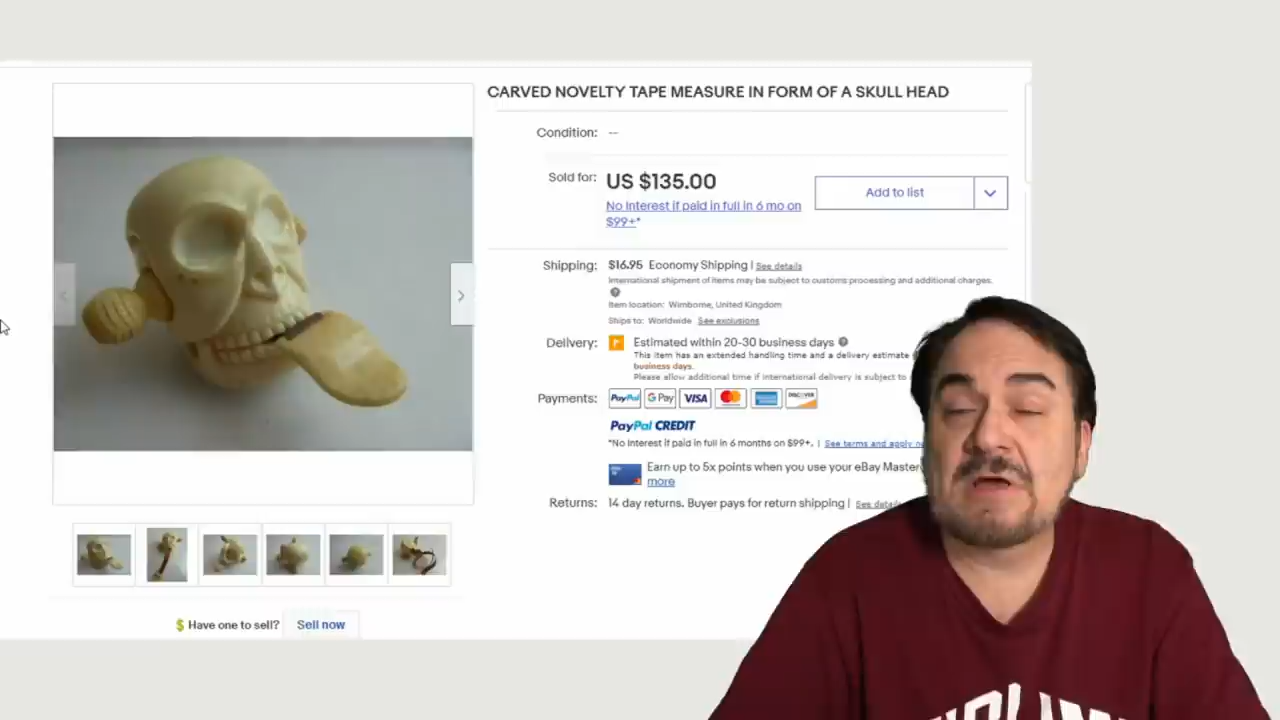 CARVED NOVELTY TAPE MEASURE IN FORM OF A SKULL HEAD
Condition: --
Sold for: US $135.00
Add to list
No Interest if paid in full in 6 mo on
$99+*
Shipping: $16.95 Economy Shipping | See details
International shipment of items may be subject to customs processing and additional charges.
Item location: Wimborne, United Kingdom
Ships to: Worldwide See exclusions
Delivery: Estimated within 20-30 business days
This item has an extended handling time and a delivery estimate
business days.
Please allow additional time if international delivery is subject to
Payments: PayPal G Pay VISA DISCOVER
PayPal CREDIT
*No Interest if paid in full in 6 months on $99+. | See terms and apply
Earn up to 5x points when you use your eBay Master
more
Returns: 14 day returns. Buyer pays for return shipping | See
$ Have one to sell? Sell now